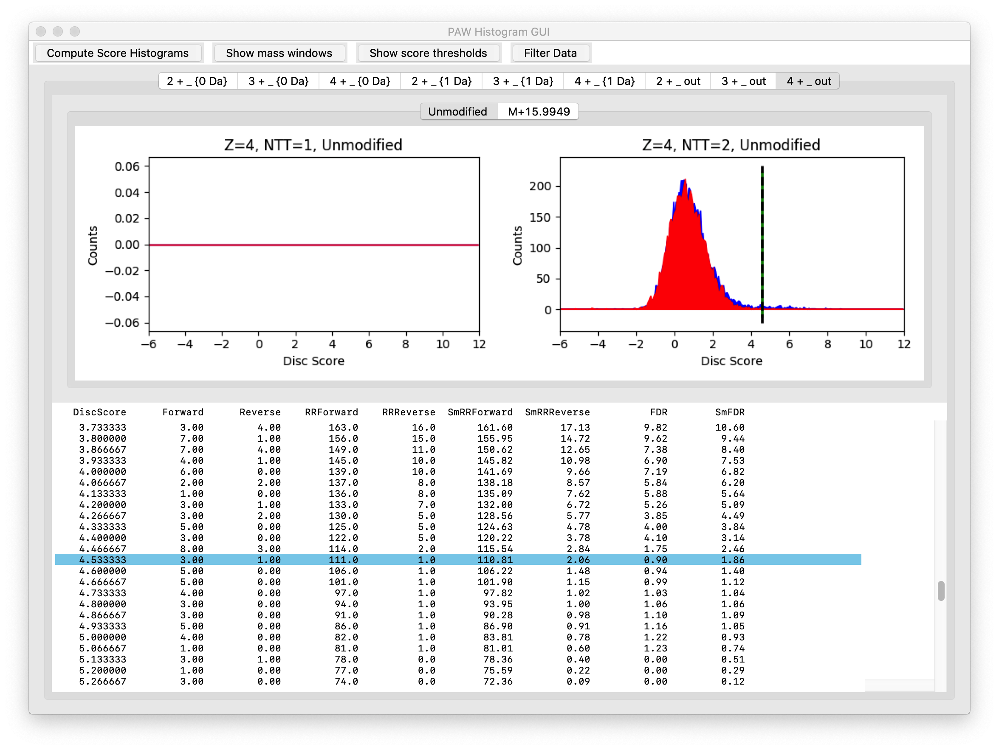 PAW Histogram GUI
Compute Score Histograms Show mass windows Show score thresholds Filter Data
2 + _ {0 Da} 3 + _ {0 Da} 4 + _ {0 Da} 2 + _ {1 Da} 3 + _ {1 Da} 4 + _ {1 Da} 2 + _ out 3 + _ out 4 + _ out
Unmodified M+15.9949
Z=4, NTT=1, Unmodified
0.06
0.04
0.02
0.00
−0.02
−0.04
−0.06
Counts
−6 −4 −2 0 2 4 6 8 10 12
Disc Score
Z=4, NTT=2, Unmodified
200
150
100
50
0
Counts
−6 −4 −2 0 2 4 6 8 10 12
Disc Score
DiscScore Forward Reverse RRForward RRReverse SmRRForward SmRRReverse FDR SmFDR
3.733333 3.00 4.00 163.0 16.0 161.60 17.13 9.82 10.60
3.800000 7.00 1.00 156.0 15.0 155.95 14.72 9.62 9.44
3.866667 7.00 4.00 149.0 11.0 150.62 12.65 7.38 8.40
3.933333 4.00 1.00 145.0 10.0 145.82 10.98 6.90 7.53
4.000000 6.00 0.00 139.0 10.0 141.69 9.66 7.19 6.82
4.066667 2.00 2.00 137.0 8.0 138.18 8.57 5.84 6.20
4.133333 1.00 0.00 136.0 8.0 135.09 7.62 5.88 5.64
4.200000 3.00 1.00 133.0 7.0 132.00 6.72 5.26 5.09
4.266667 3.00 2.00 130.0 5.0 128.56 5.77 3.85 4.49
4.333333 5.00 0.00 125.0 5.0 124.63 4.78 4.00 3.84
4.400000 3.00 0.00 122.0 5.0 120.22 3.78 4.10 3.14
4.466667 8.00 3.00 114.0 2.0 115.54 2.84 1.75 2.46
4.533333 3.00 1.00 111.0 1.0 110.81 2.06 0.90 1.86
4.600000 5.00 0.00 106.0 1.0 106.22 1.48 0.94 1.40
4.666667 5.00 0.00 101.0 1.0 101.90 1.15 0.99 1.12
4.733333 4.00 0.00 97.0 1.0 97.82 1.02 1.03 1.04
4.800000 3.00 0.00 94.0 1.0 93.95 1.00 1.06 1.06
4.866667 3.00 0.00 91.0 1.0 90.28 0.98 1.10 1.09
4.933333 5.00 0.00 86.0 1.0 86.90 0.91 1.16 1.05
5.000000 4.00 0.00 82.0 1.0 83.81 0.78 1.22 0.93
5.066667 1.00 0.00 81.0 1.0 81.01 0.60 1.23 0.74
5.133333 3.00 1.00 78.0 0.0 78.36 0.40 0.00 0.51
5.200000 1.00 0.00 77.0 0.0 75.59 0.22 0.00 0.29
5.266667 3.00 0.00 74.0 0.0 72.36 0.09 0.00 0.12